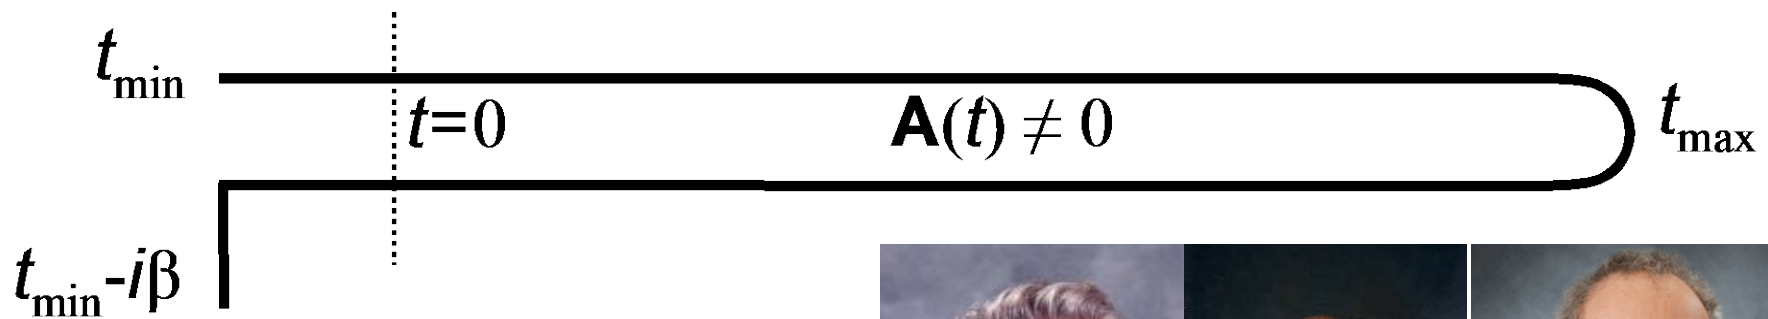 t_min
t=0
A(t) ≠ 0
t_max
t_min-iβ